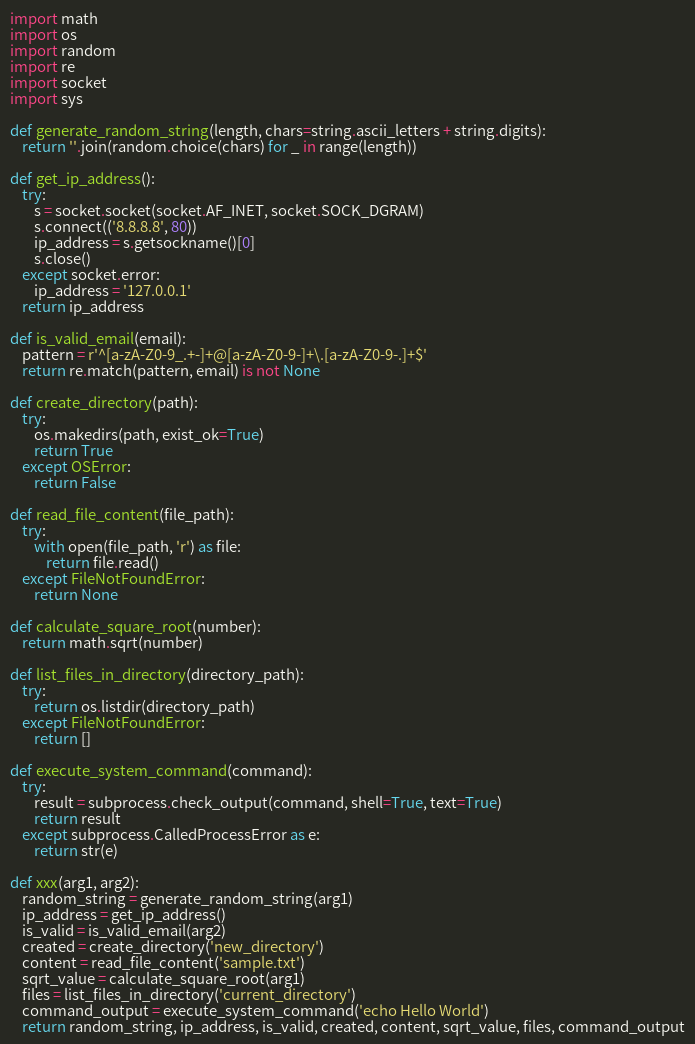 import math
import os
import random
import re
import socket
import sys

def generate_random_string(length, chars=string.ascii_letters + string.digits):
    return ''.join(random.choice(chars) for _ in range(length))

def get_ip_address():
    try:
        s = socket.socket(socket.AF_INET, socket.SOCK_DGRAM)
        s.connect(('8.8.8.8', 80))
        ip_address = s.getsockname()[0]
        s.close()
    except socket.error:
        ip_address = '127.0.0.1'
    return ip_address

def is_valid_email(email):
    pattern = r'^[a-zA-Z0-9_.+-]+@[a-zA-Z0-9-]+\.[a-zA-Z0-9-.]+$'
    return re.match(pattern, email) is not None

def create_directory(path):
    try:
        os.makedirs(path, exist_ok=True)
        return True
    except OSError:
        return False

def read_file_content(file_path):
    try:
        with open(file_path, 'r') as file:
            return file.read()
    except FileNotFoundError:
        return None

def calculate_square_root(number):
    return math.sqrt(number)

def list_files_in_directory(directory_path):
    try:
        return os.listdir(directory_path)
    except FileNotFoundError:
        return []

def execute_system_command(command):
    try:
        result = subprocess.check_output(command, shell=True, text=True)
        return result
    except subprocess.CalledProcessError as e:
        return str(e)

def xxx(arg1, arg2):
    random_string = generate_random_string(arg1)
    ip_address = get_ip_address()
    is_valid = is_valid_email(arg2)
    created = create_directory('new_directory')
    content = read_file_content('sample.txt')
    sqrt_value = calculate_square_root(arg1)
    files = list_files_in_directory('current_directory')
    command_output = execute_system_command('echo Hello World')
    return random_string, ip_address, is_valid, created, content, sqrt_value, files, command_output